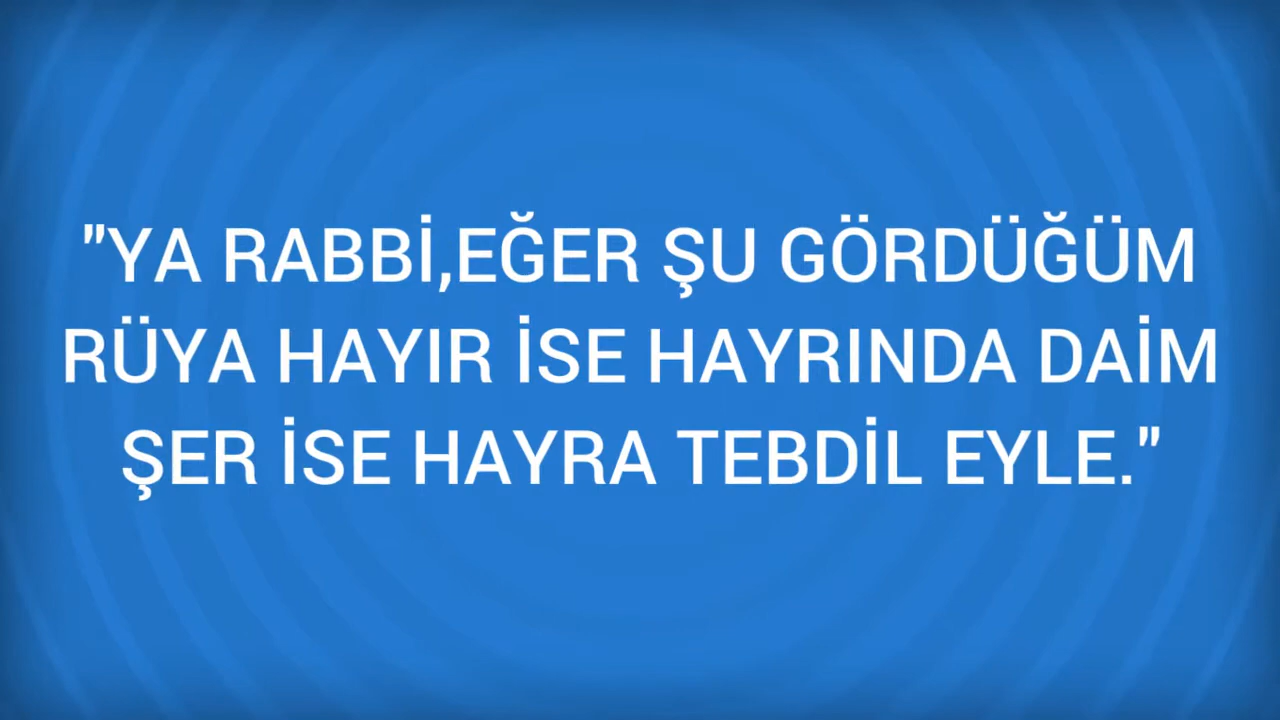 "YA RABBİ,EĞER ŞU GÖRDÜĞÜM
RÜYA HAYIR İSE HAYRINDA DAİM
ŞER İSE HAYRA TEBDİL EYLE."